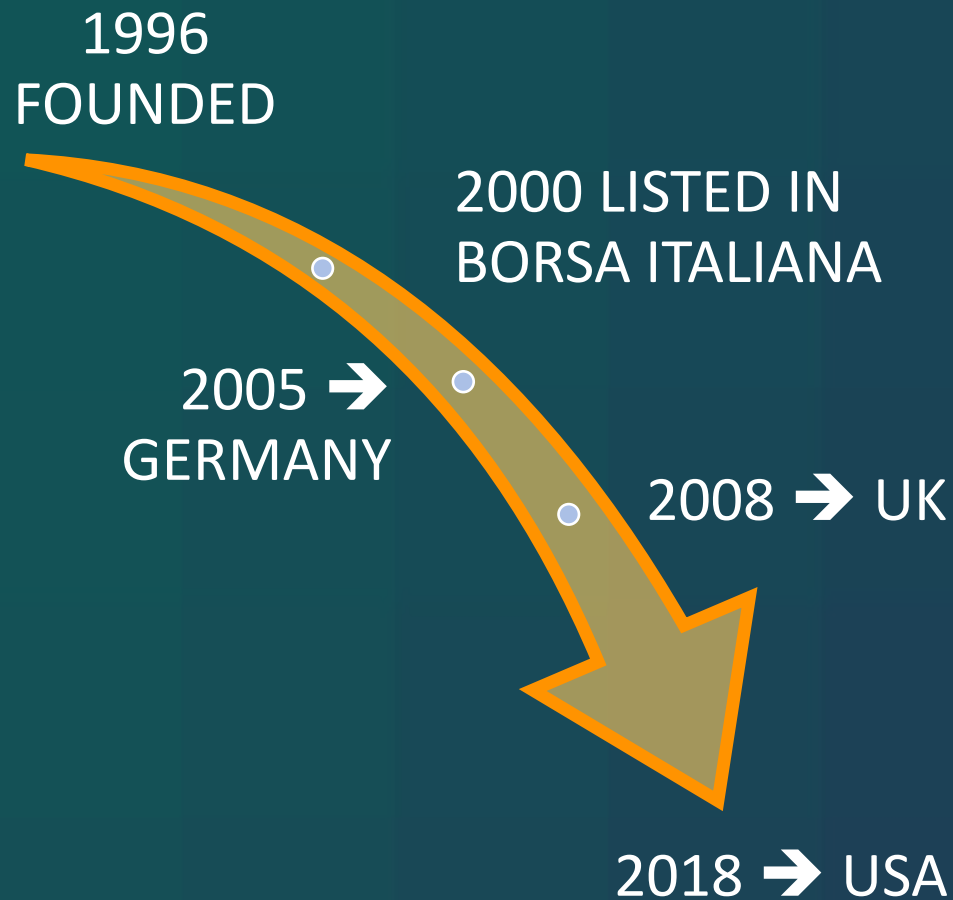 1996
FOUNDED
2000 LISTED IN
BORSA ITALIANA
2005 ➔
GERMANY
2008 ➔ UK
2018 ➔ USA